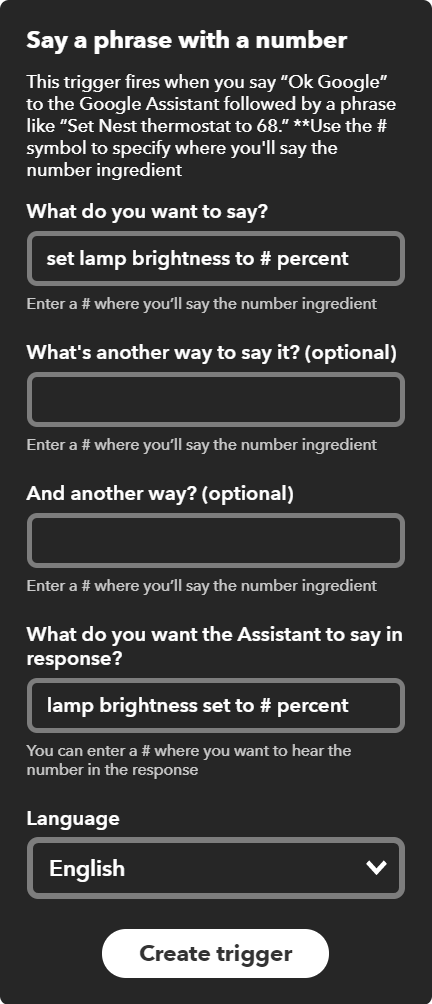 Say a phrase with a number
This trigger fires when you say “Ok Google”
to the Google Assistant followed by a phrase
like “Set Nest thermostat to 68.” **Use the #
symbol to specify where you'll say the
number ingredient
What do you want to say?
set lamp brightness to # percent
Enter a # where you’ll say the number ingredient
What's another way to say it? (optional)
Enter a # where you’ll say the number ingredient
And another way? (optional)
Enter a # where you’ll say the number ingredient
What do you want the Assistant to say in
response?
lamp brightness set to # percent
You can enter a # where you want to hear the
number in the response
Language
English
Create trigger